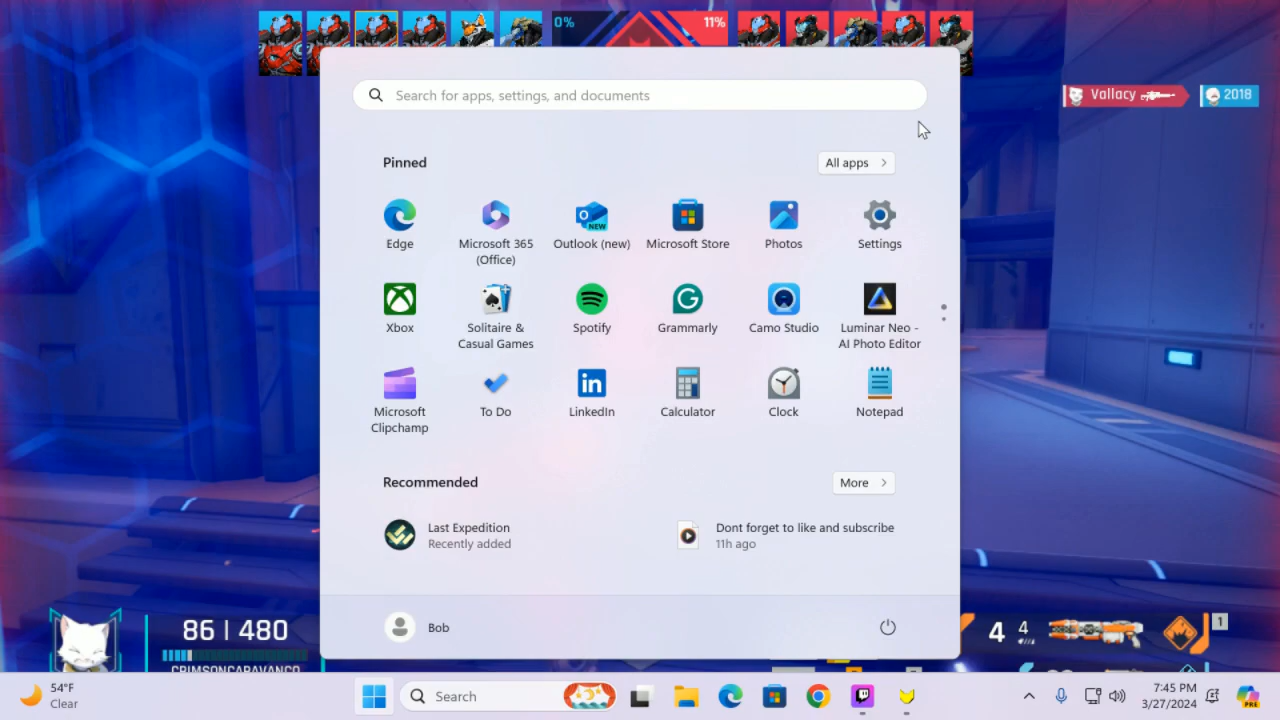 0%
11%
Search for apps, settings, and documents
Vallacy
2018
Pinned
All apps
Edge
Microsoft 365
(Office)
Outlook (new)
NEW
Microsoft Store
Photos
Settings
Xbox
Solitaire &
Casual Games
Spotify
Grammarly
Camo Studio
Luminar Neo -
AI Photo Editor
Microsoft
Clipchamp
To Do
LinkedIn
Calculator
Clock
Notepad
Recommended
More
Last Expedition
Recently added
Dont forget to like and subscribe
11h ago
86 | 480
CRIMSONCARAVANCO
4
4
1
Bob
54°F
Clear
Search
7:45 PM
3/27/2024
PRE